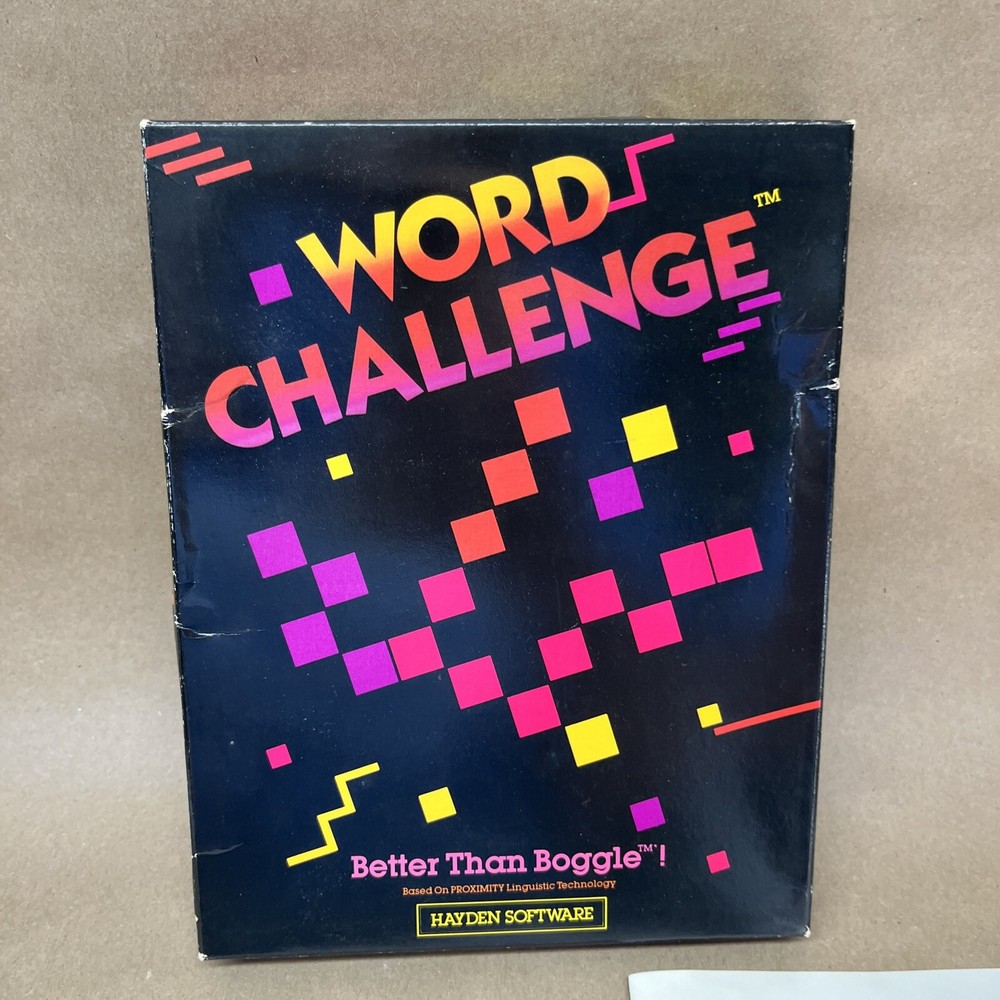 WORD
CHALLENGE™
Better Than Boggle™*!
Based On PROXIMITY Linguistic Technology
HAYDEN SOFTWARE